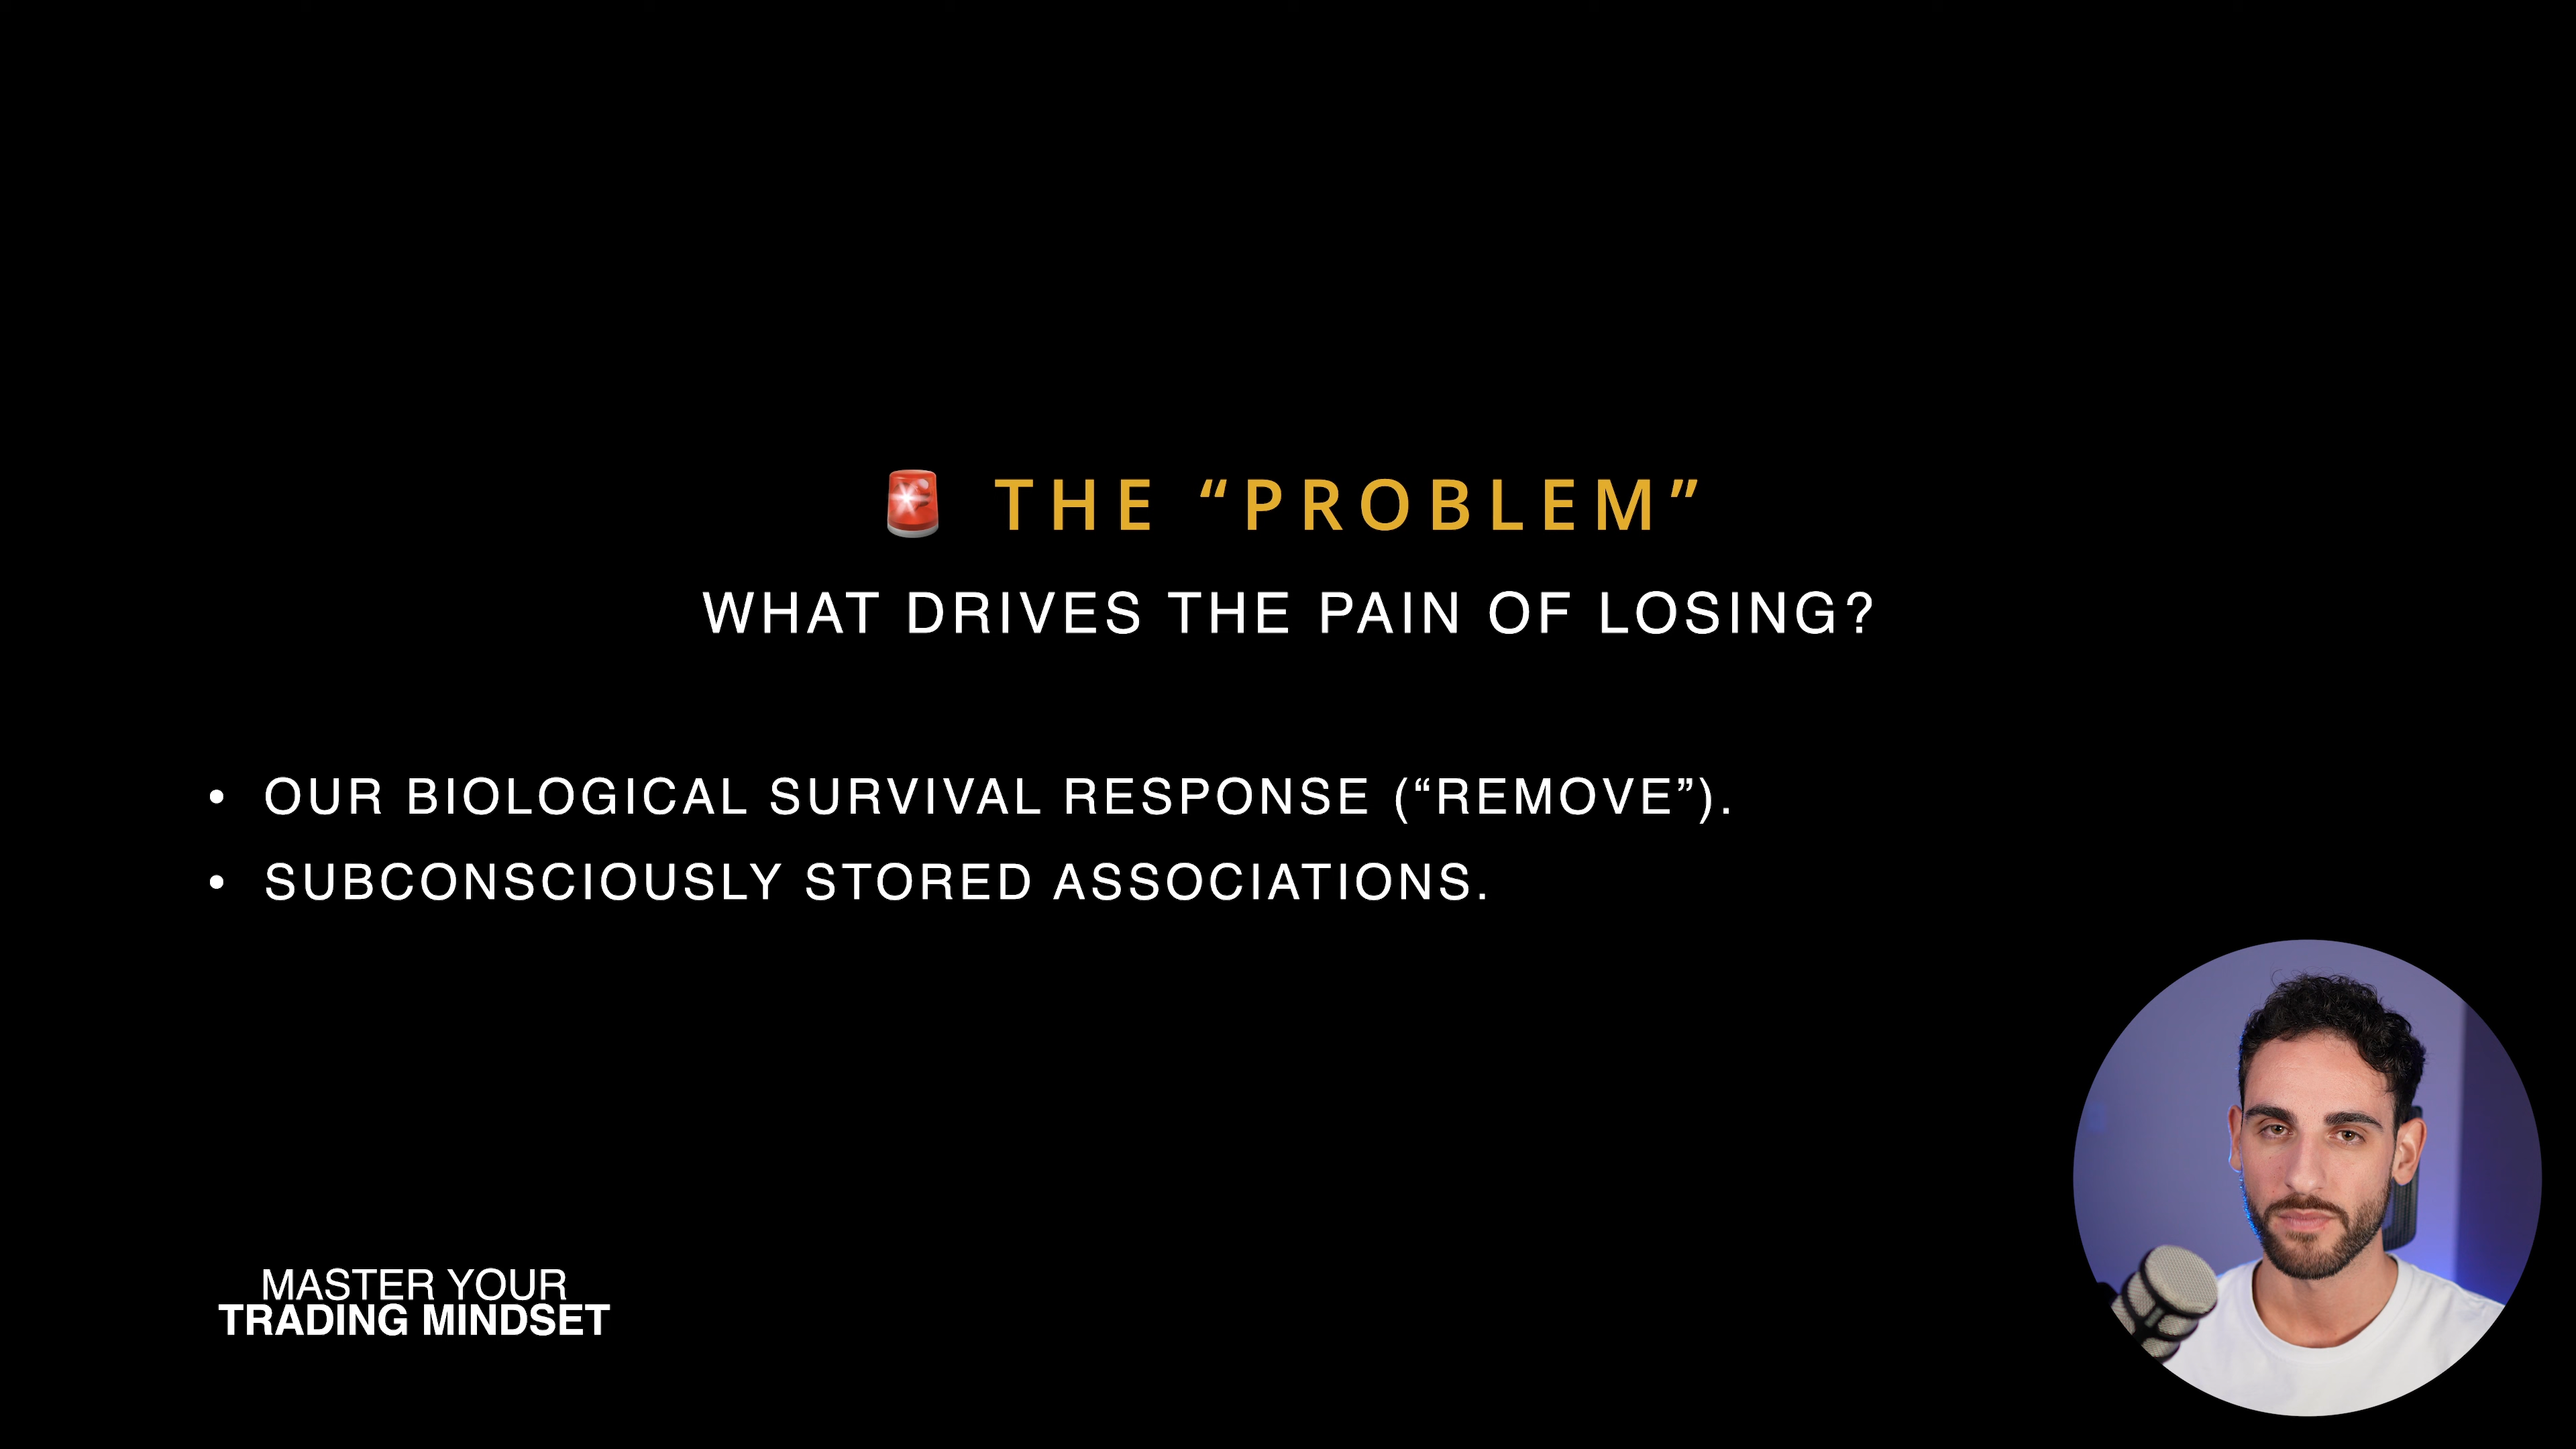 🚨 THE “PROBLEM”
WHAT DRIVES THE PAIN OF LOSING?
• OUR BIOLOGICAL SURVIVAL RESPONSE (“REMOVE”).
• SUBCONSCIOUSLY STORED ASSOCIATIONS.
MASTER YOUR
TRADING MINDSET